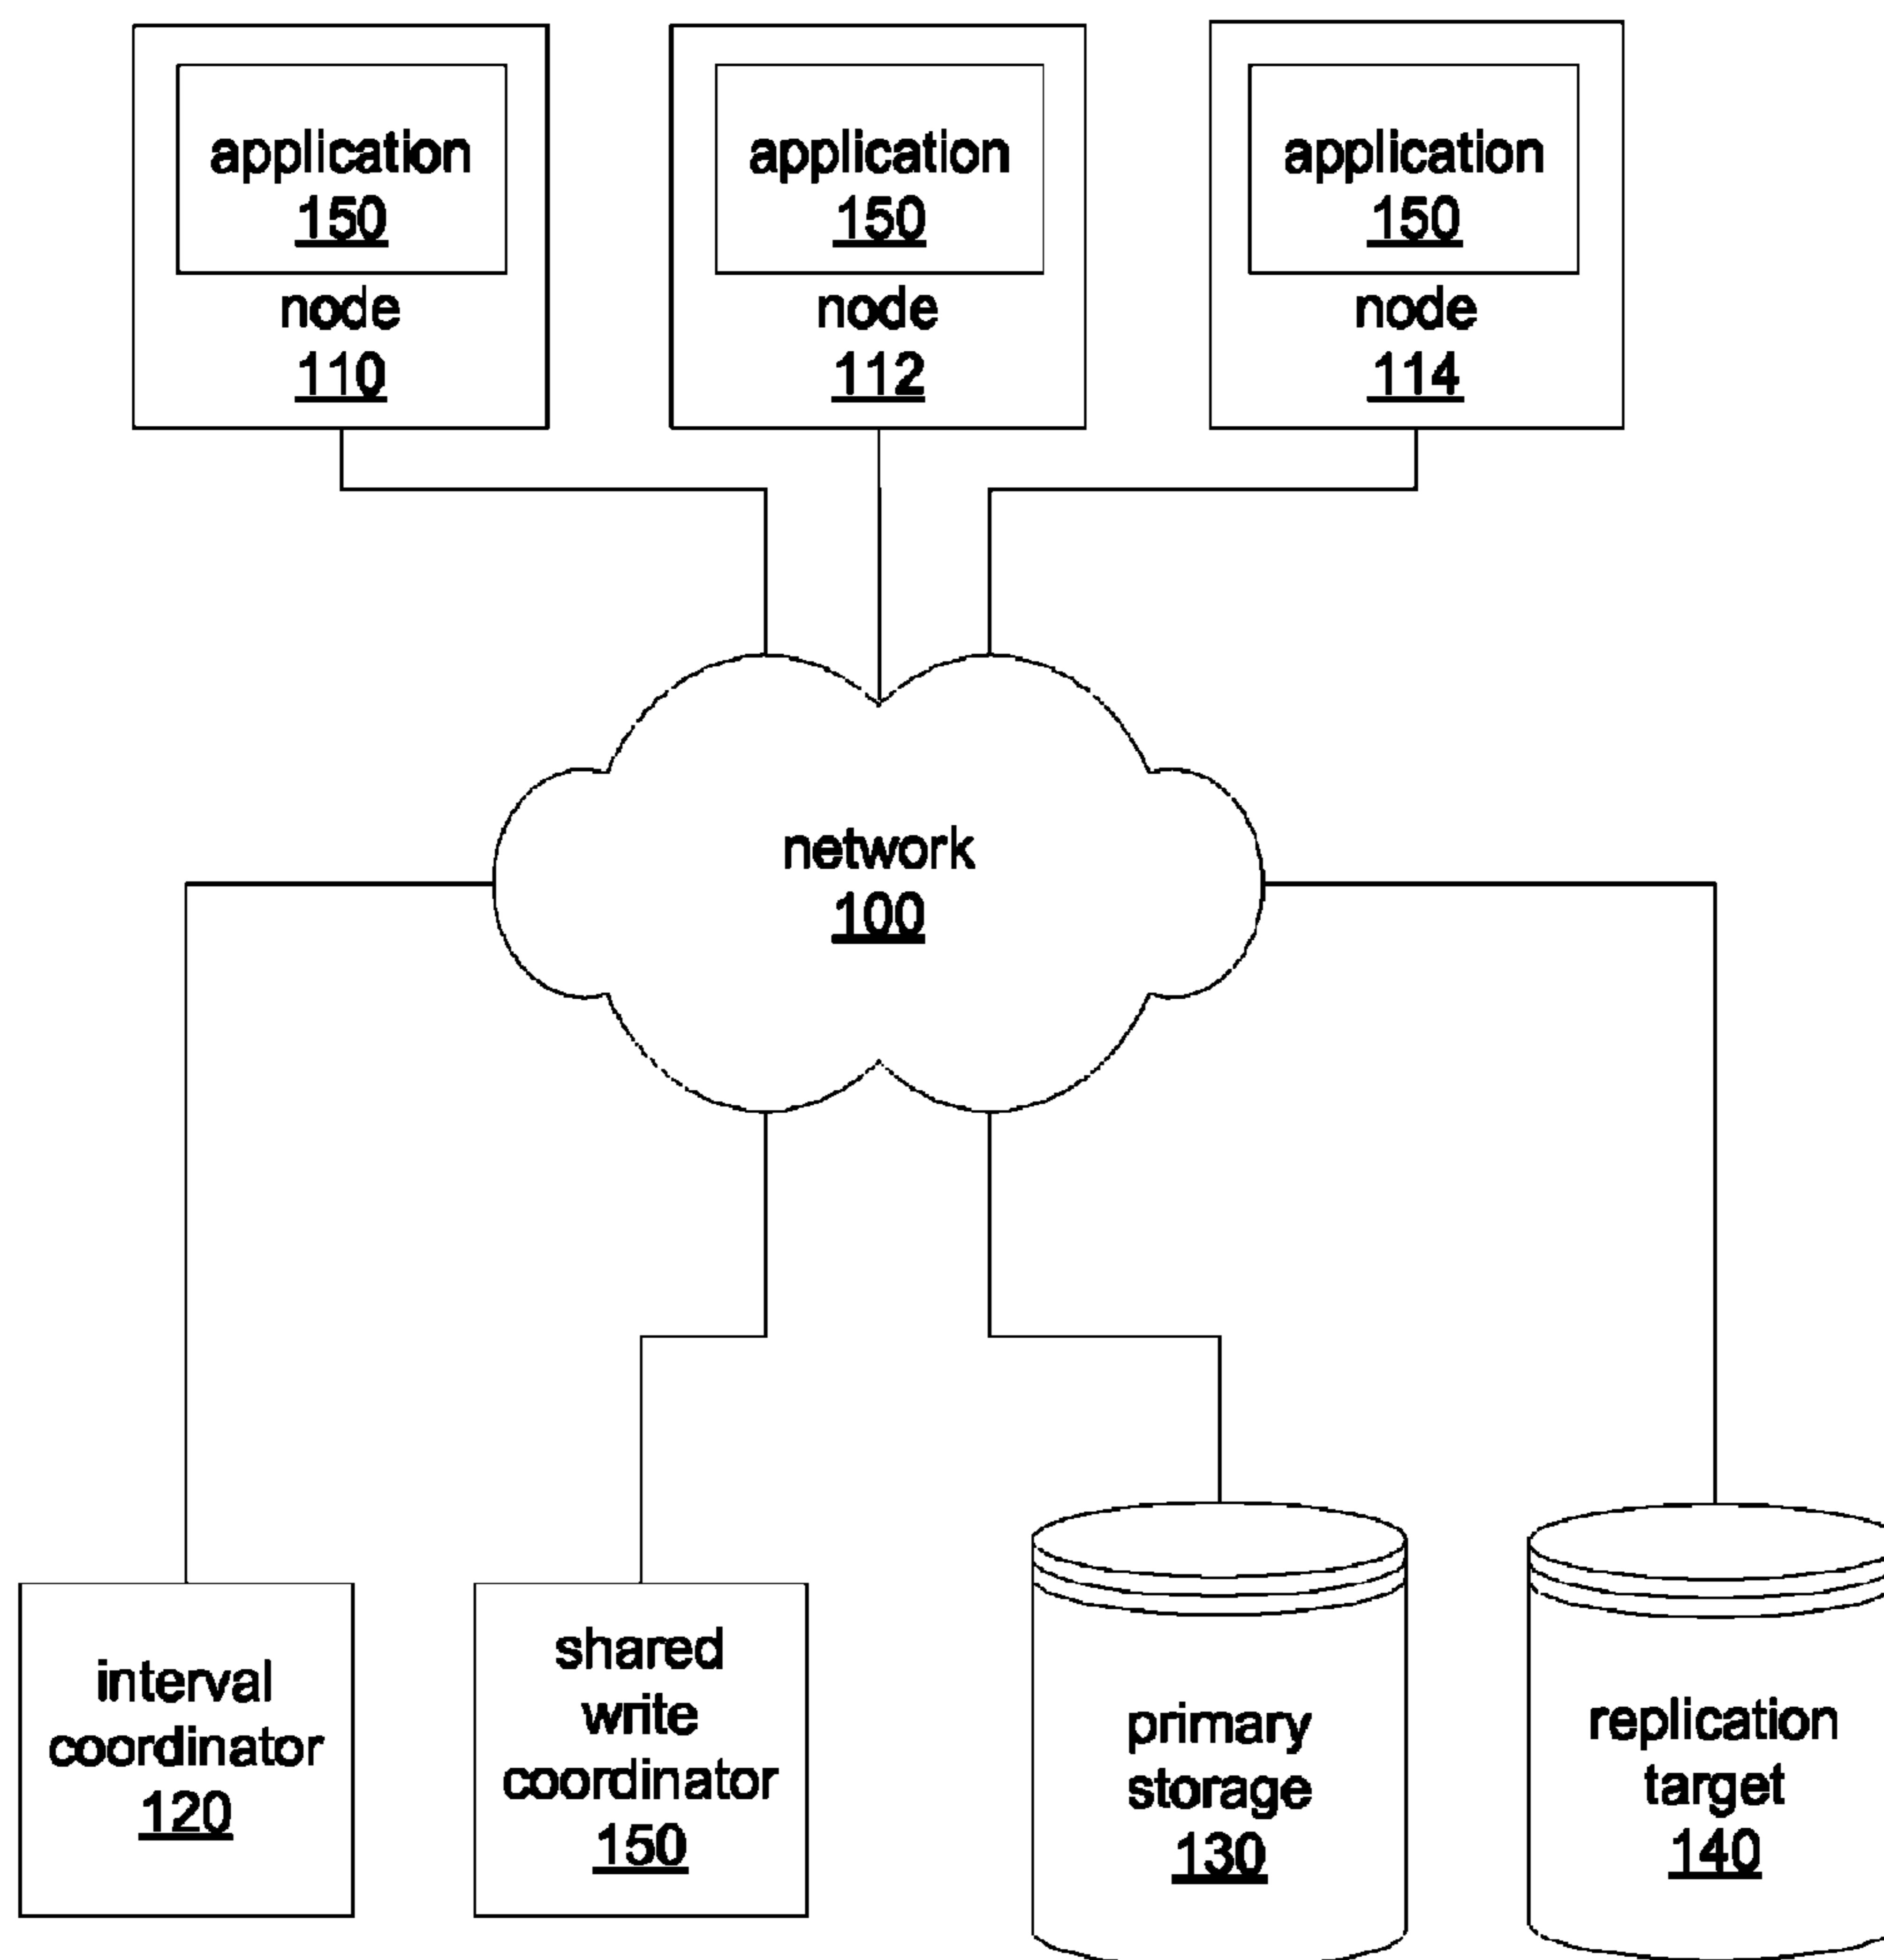 application
150
node
110
application
150
node
112
application
150
node
114
network
100
interval
coordinator
120
shared
write
coordinator
150
primary
storage
130
replication
target
140